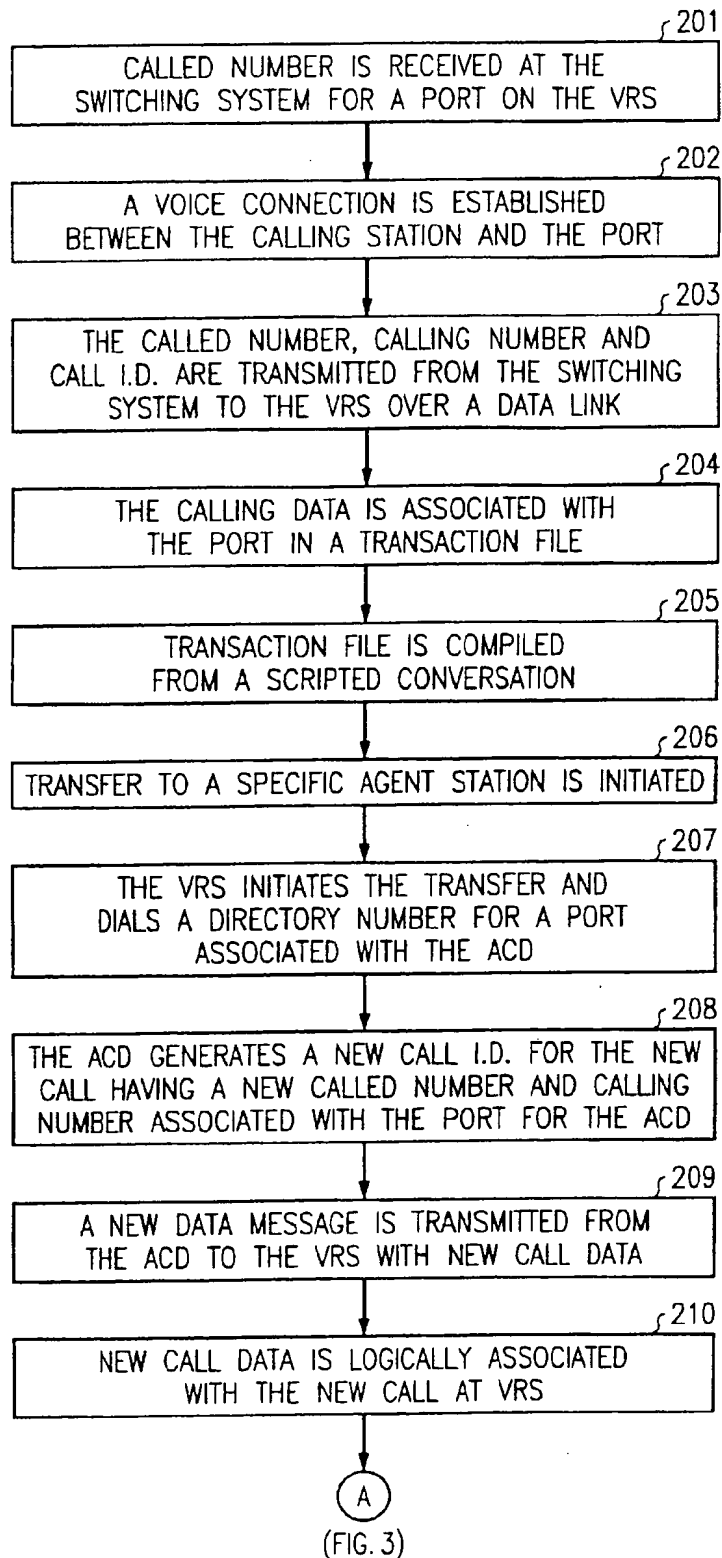 201
CALLED NUMBER IS RECEIVED AT THE
SWITCHING SYSTEM FOR A PORT ON THE VRS
202
A VOICE CONNECTION IS ESTABLISHED
BETWEEN THE CALLING STATION AND THE PORT
203
THE CALLED NUMBER, CALLING NUMBER AND
CALL I.D. ARE TRANSMITTED FROM THE SWITCHING
SYSTEM TO THE VRS OVER A DATA LINK
204
THE CALLING DATA IS ASSOCIATED WITH
THE PORT IN A TRANSACTION FILE
205
TRANSACTION FILE IS COMPILED
FROM A SCRIPTED CONVERSATION
206
TRANSFER TO A SPECIFIC AGENT STATION IS INITIATED
207
THE VRS INITIATES THE TRANSFER AND
DIALS A DIRECTORY NUMBER FOR A PORT
ASSOCIATED WITH THE ACD
208
THE ACD GENERATES A NEW CALL I.D. FOR THE NEW
CALL HAVING A NEW CALLED NUMBER AND CALLING
NUMBER ASSOCIATED WITH THE PORT FOR THE ACD
209
A NEW DATA MESSAGE IS TRANSMITTED FROM
THE ACD TO THE VRS WITH NEW CALL DATA
210
NEW CALL DATA IS LOGICALLY ASSOCIATED
WITH THE NEW CALL AT VRS
A
(FIG. 3)